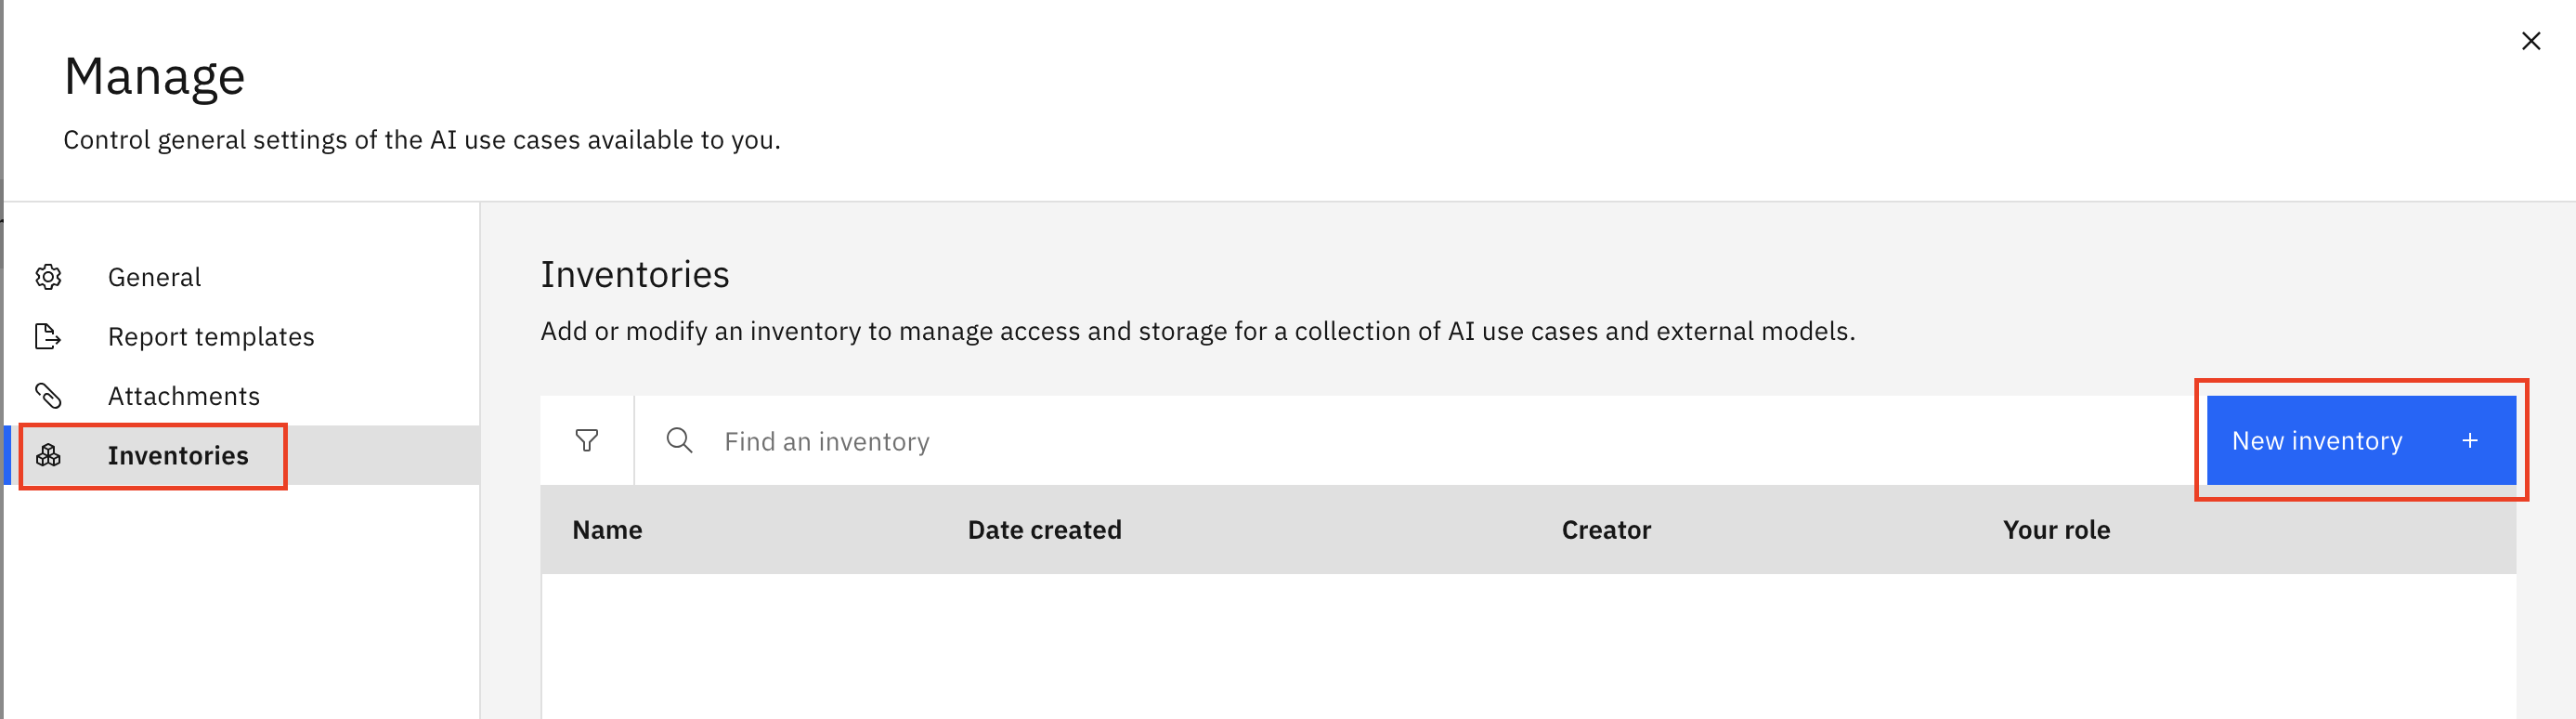 Manage
Control general settings of the AI use cases available to you.
General
Report templates
Attachments
Inventories
Inventories
Add or modify an inventory to manage access and storage for a collection of AI use cases and external models.
Find an inventory
New inventory +
Name Date created Creator Your role